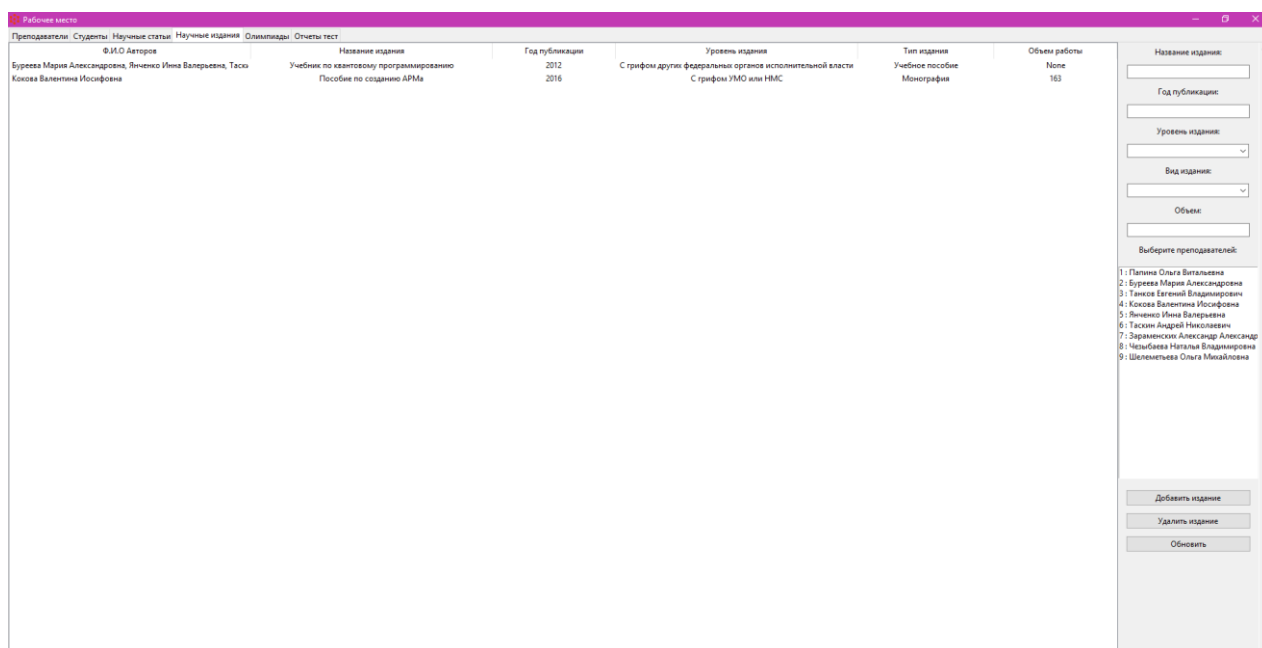 Рабочее место
Преподаватели Студенты Научные статьи Научные издания Олимпиады Отчеты тест
Ф.И.О Авторов Название издания Год публикации Уровень издания Тип издания Объем работы
Буреева Мария Александровна, Янченко Инна Валерьевна, Таски Учебник по квантовому программированию 2012 С грифом других федеральных органов исполнительной власти Учебное пособие None
Кокова Валентина Иосифовна Пособие по созданию АРМа 2016 С грифом УМО или НМС Монография 163
Название издания:
Год публикации:
Уровень издания:
Вид издания:
Объем:
Выберите преподавателей:
1 : Папина Ольга Витальевна
2 : Буреева Мария Александровна
3 : Танков Евгений Владимирович
4 : Кокова Валентина Иосифовна
5 : Янченко Инна Валерьевна
6 : Таскин Андрей Николаевич
7 : Зараменских Александр Александр
8 : Чезыбаева Наталья Владимировна
9 : Шелеметьева Ольга Михайловна
Добавить издание
Удалить издание
Обновить